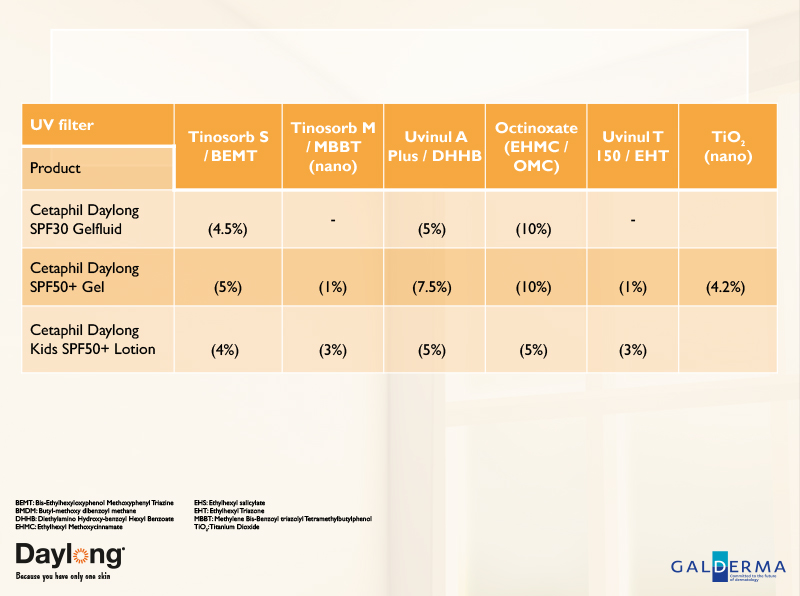 UV filter
Product
Tinosorb S
/ BEMT
Tinosorb M
/ MBBT
(nano)
Uvinul A
Plus / DHHB
Octinoxate
(EHMC /
OMC)
Uvinul T
150 / EHT
TiO2
(nano)
Cetaphil Daylong
SPF30 Gelfluid
(4.5%)
-
(5%)
(10%)
-
Cetaphil Daylong
SPF50+ Gel
(5%)
(1%)
(7.5%)
(10%)
(1%)
(4.2%)
Cetaphil Daylong
Kids SPF50+ Lotion
(4%)
(3%)
(5%)
(5%)
(3%)
BEMT: Bis-Ethylhexyloxyphenol Methoxyphenyl Triazine
BMDM: Butyl-methoxy dibenzoyl methane
DHHB: Diethylamino Hydroxy-benzoyl Hexyl Benzoate
EHMC: Ethylhexyl Methoxycinnamate
EHS: Ethylhexyl salicylate
EHT: Ethylhexyl Triazone
MBBT: Methylene Bis-Benzoyl triazolyl Tetramethylbutylphenol
TiO2: Titanium Dioxide
Daylong
Because you have only one skin
GALDERMA
Committed to the future
of dermatology